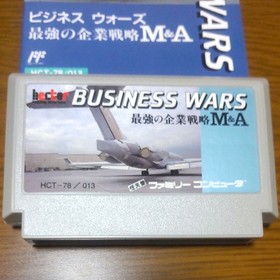 ビジネス ウォーズ
最強の企業戦略 M&A
WARS
HCT-78/013
hector
BUSINESS WARS
最強の企業戦略 M&A
HCT-78/013
ファミリー コンピュータ